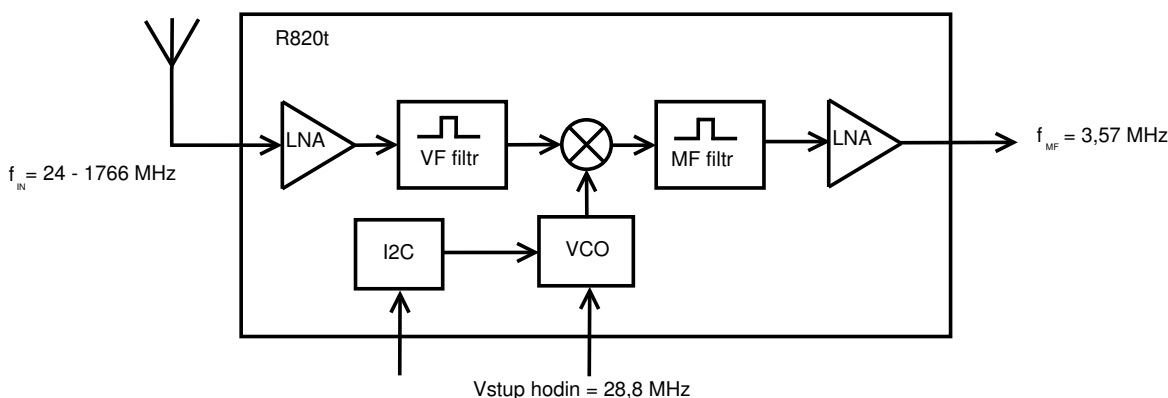 R820t
LNA
VF filtr
MF filtr
LNA
f_IN = 24 - 1766 MHz
f_MF = 3,57 MHz
I2C
VCO
Vstup hodin = 28,8 MHz